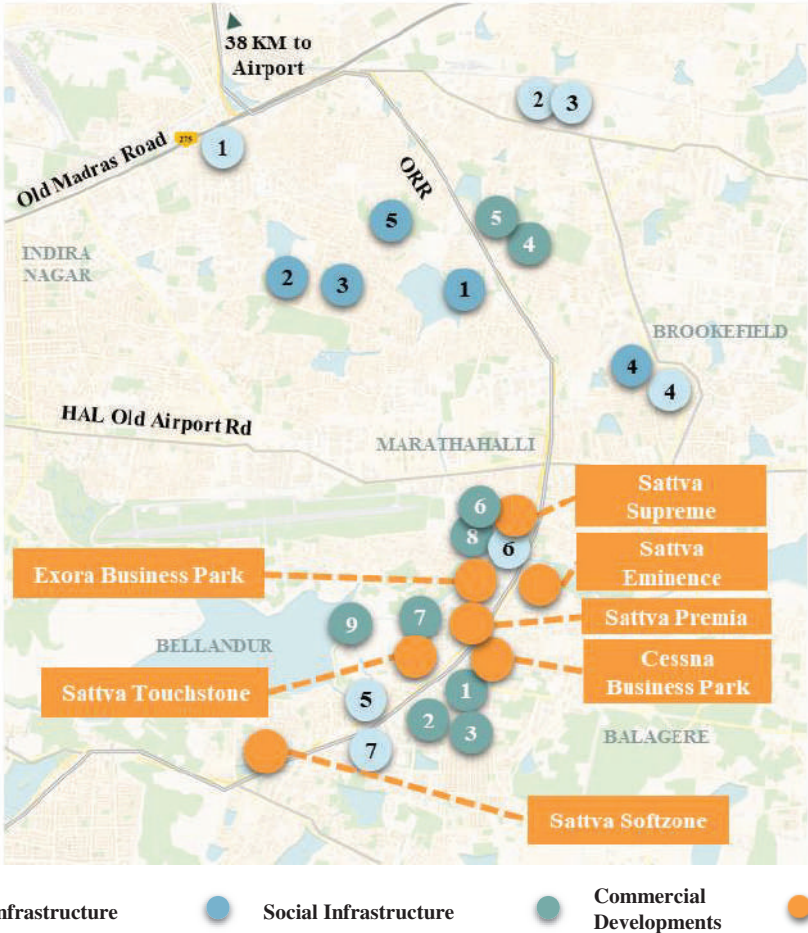 38 KM to
Airport
2
3
Old Madras Road
275
1
ORR
5
5
4
INDIRA
NAGAR
2
3
1
BROOKEFIELD
4
4
HAL Old Airport Rd
MARATHAHALLI
Sattva
Supreme
6
8
6
Sattva
Eminence
Exora Business Park
Sattva Premia
9
7
BELLANDUR
Cessna
Business Park
Sattva Touchstone
5
1
2
3
BALAGERE
7
Sattva Softzone
nfrastructure
Social Infrastructure
Commercial
Developments